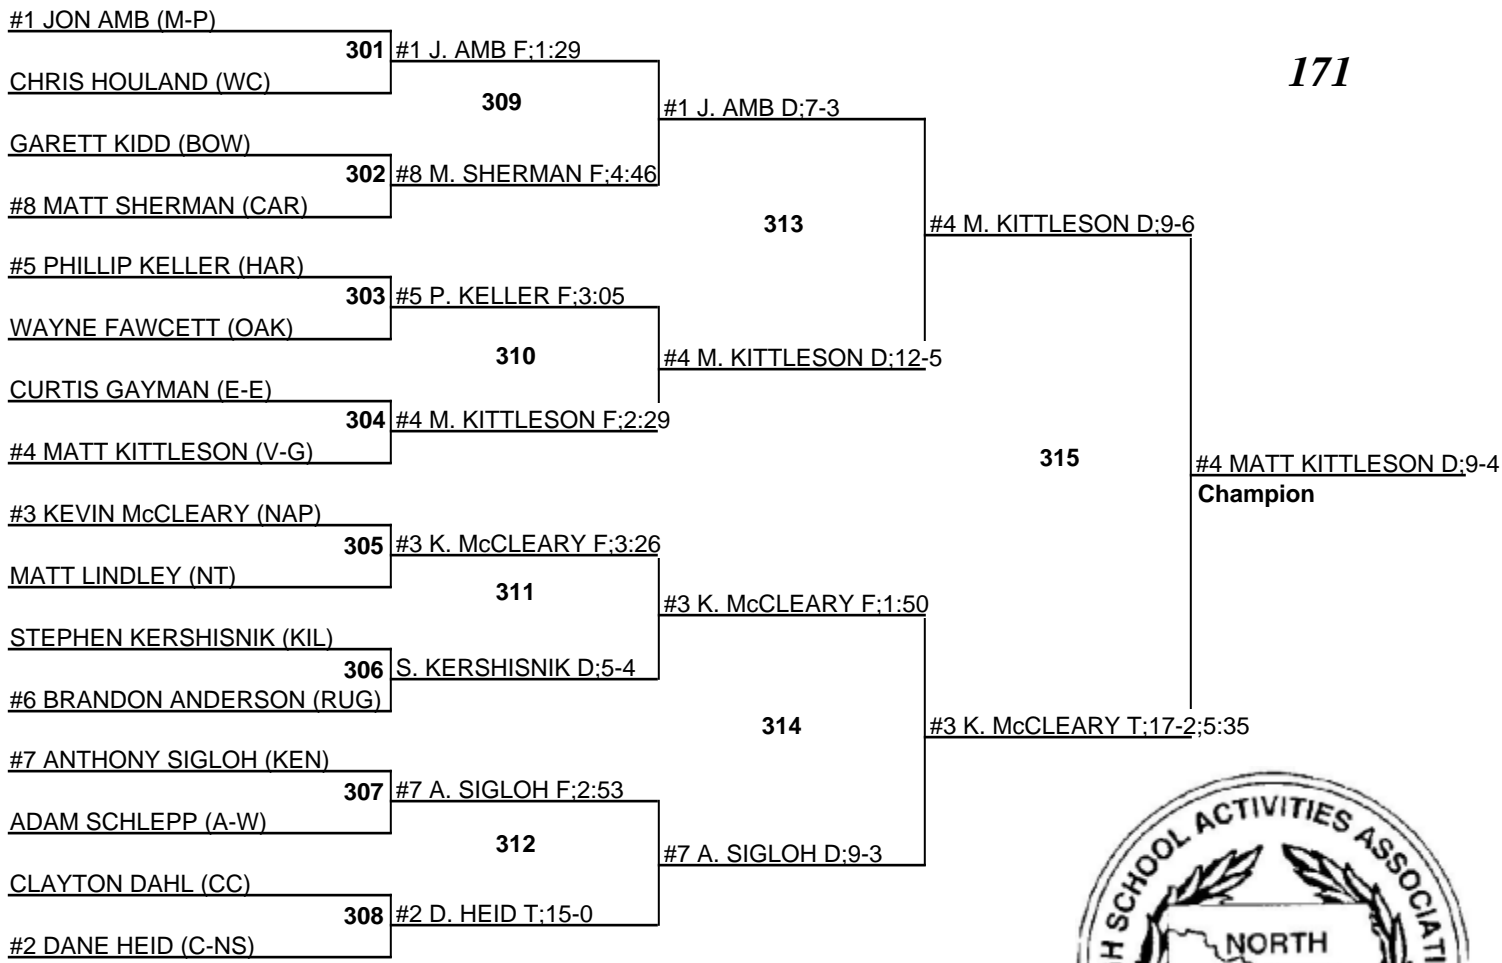 #1 JON AMB (M-P)
301 #1 J. AMB F;1:29
171
CHRIS HOULAND (WC)
309
#1 J. AMB D;7-3
GARETT KIDD (BOW)
302 #8 M. SHERMAN F;4:46
#8 MATT SHERMAN (CAR)
313 #4 M. KITTLESON D;9-6
#5 PHILLIP KELLER (HAR)
303 #5 P. KELLER F;3:05
WAYNE FAWCETT (OAK)
310 #4 M. KITTLESON D;12-5
CURTIS GAYMAN (E-E)
304 #4 M. KITTLESON F;2:29
#4 MATT KITTLESON (V-G)
315 #4 MATT KITTLESON D;9-4
Champion
#3 KEVIN McCLEARY (NAP)
305 #3 K. McCLEARY F;3:26
MATT LINDLEY (NT)
311 #3 K. McCLEARY F;1:50
STEPHEN KERSHISNIK (KIL)
306 S. KERSHISNIK D;5-4
#6 BRANDON ANDERSON (RUG)
314 #3 K. McCLEARY T;17-2;5:35
#7 ANTHONY SIGLOH (KEN)
307 #7 A. SIGLOH F;2:53
ADAM SCHLEPP (A-W)
312 #7 A. SIGLOH D;9-3
CLAYTON DAHL (CC)
308 #2 D. HEID T;15-0
#2 DANE HEID (C-NS)
H SCHOOL ACTIVITIES ASSOCIATI
NORTH